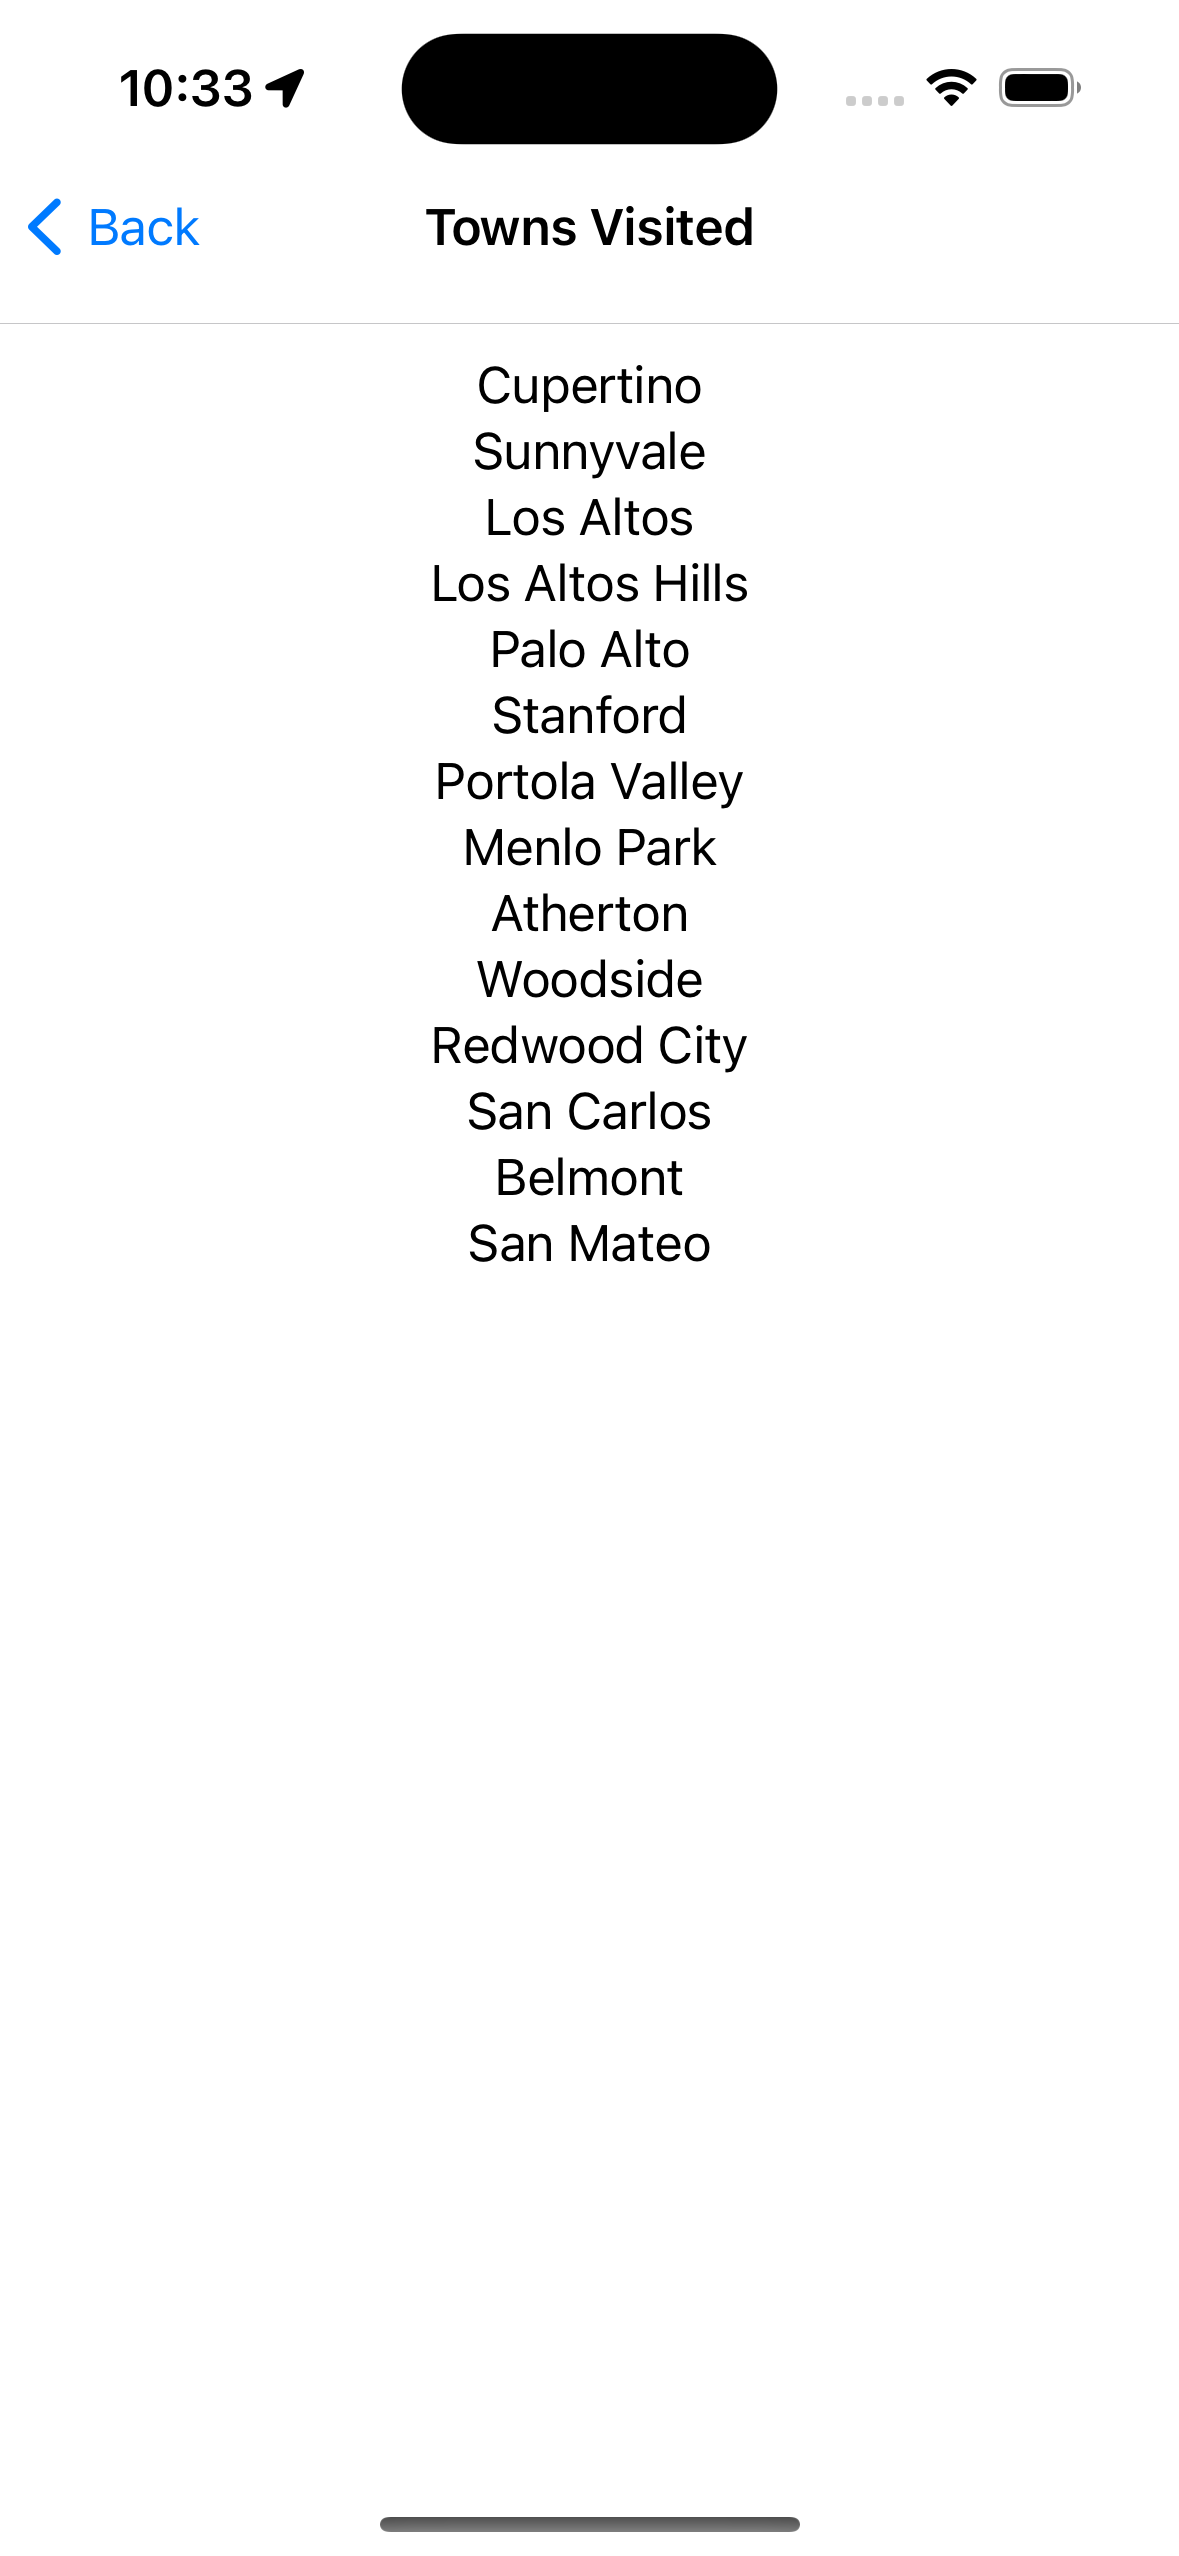 10:33
Back
Towns Visited
Cupertino
Sunnyvale
Los Altos
Los Altos Hills
Palo Alto
Stanford
Portola Valley
Menlo Park
Atherton
Woodside
Redwood City
San Carlos
Belmont
San Mateo